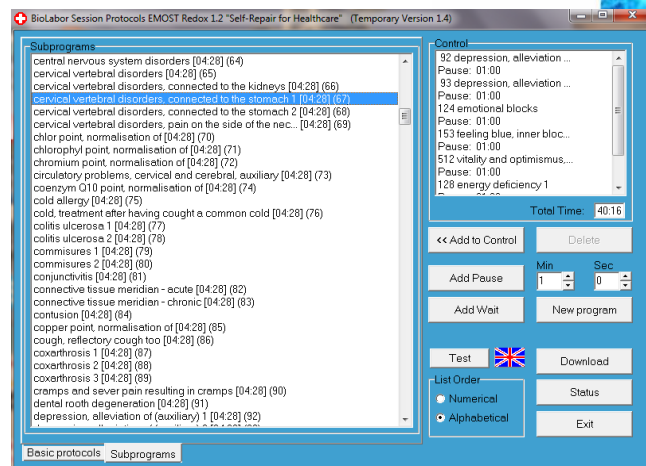 BioLabor Session Protocols EMOST Redox 1.2 "Self-Repair for Healthcare" (Temporary Version 1.4)
Subprograms
central nervous system disorders [04:28] (64)
cervical vertebral disorders [04:28] (65)
cervical vertebral disorders, connected to the kidneys [04:28] (66)
cervical vertebral disorders, connected to the stomach 1 [04:28] (67)
cervical vertebral disorders, connected to the stomach 2 [04:28] (68)
cervical vertebral disorders, pain on the side of the nec... [04:28] (69)
chlor point, normalisation of [04:28] (70)
chlorophyl point, normalisation of [04:28] (71)
chromium point, normalisation of [04:28] (72)
circulatory problems, cervical and cerebral, auxiliary [04:28] (73)
coenzym Q10 point, normalisation of [04:28] (74)
cold allergy [04:28] (75)
cold, treatment after having cought a common cold [04:28] (76)
colitis ulcerosa 1 [04:28] (77)
colitis ulcerosa 2 [04:28] (78)
commisures 1 [04:28] (79)
commisures 2 [04:28] (80)
conjunctivitis [04:28] (81)
connective tissue meridian - acute [04:28] (82)
connective tissue meridian - chronic [04:28] (83)
contusion [04:28] (84)
copper point, normalisation of [04:28] (85)
cough, reflectory cough too [04:28] (86)
coxarthrosis 1 [04:28] (87)
coxarthrosis 2 [04:28] (88)
coxarthrosis 3 [04:28] (89)
cramps and sever pain resulting in cramps [04:28] (90)
dental rooth degeneration [04:28] (91)
depression, alleviation of (auxiliary) 1 [04:28] (92)
Basic protocols
Subprograms
Control
92 depression, alleviation ...
Pause: 01:00
93 depression, alleviation ...
Pause: 01:00
124 emotional blocks
Pause: 01:00
153 feeling blue, inner bloc...
Pause: 01:00
512 vitality and optimismus,...
Pause: 01:00
128 energy deficiency 1
Total Time: 40:16
<< Add to Control
Delete
Add Pause
Min
1
Sec
0
Add Wait
New program
Test
Download
List Order
Numerical
Alphabetical
Status
Exit